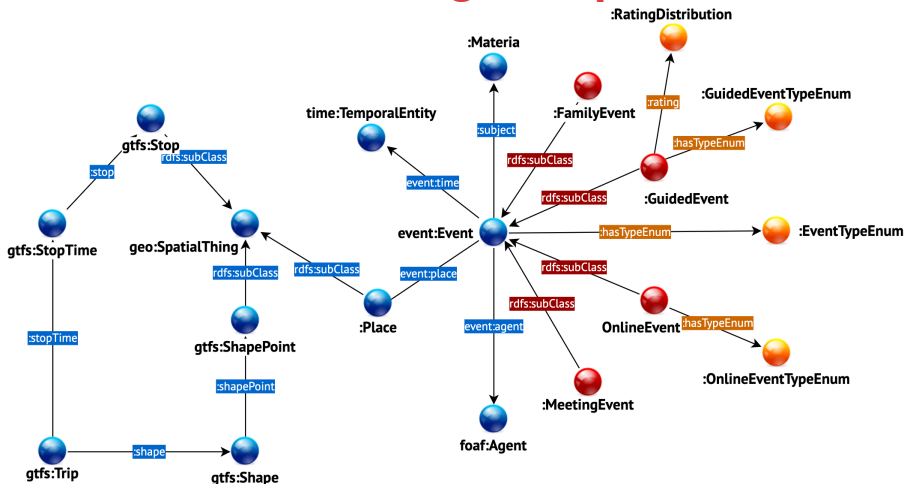 :RatingDistribution
:Materia
:rating
:GuidedEventTypeEnum
:FamilyEvent
time:TemporalEntity
:subject
:hasTypeEnum
gtfs:Stop
rdfs:subClass
rdfs:subClass
:stop
event:time
rdfs:subClass
:GuidedEvent
gtfs:StopTime
geo:SpatialThing
event:Event
:hasTypeEnum
:EventTypeEnum
rdfs:subClass
rdfs:subClass
event:place
rdfs:subClass
:Place
rdfs:subClass
OnlineEvent
:hasTypeEnum
event:agent
:stopTime
gtfs:ShapePoint
:OnlineEventTypeEnum
:shapePoint
:MeetingEvent
foaf:Agent
:shape
gtfs:Trip
gtfs:Shape